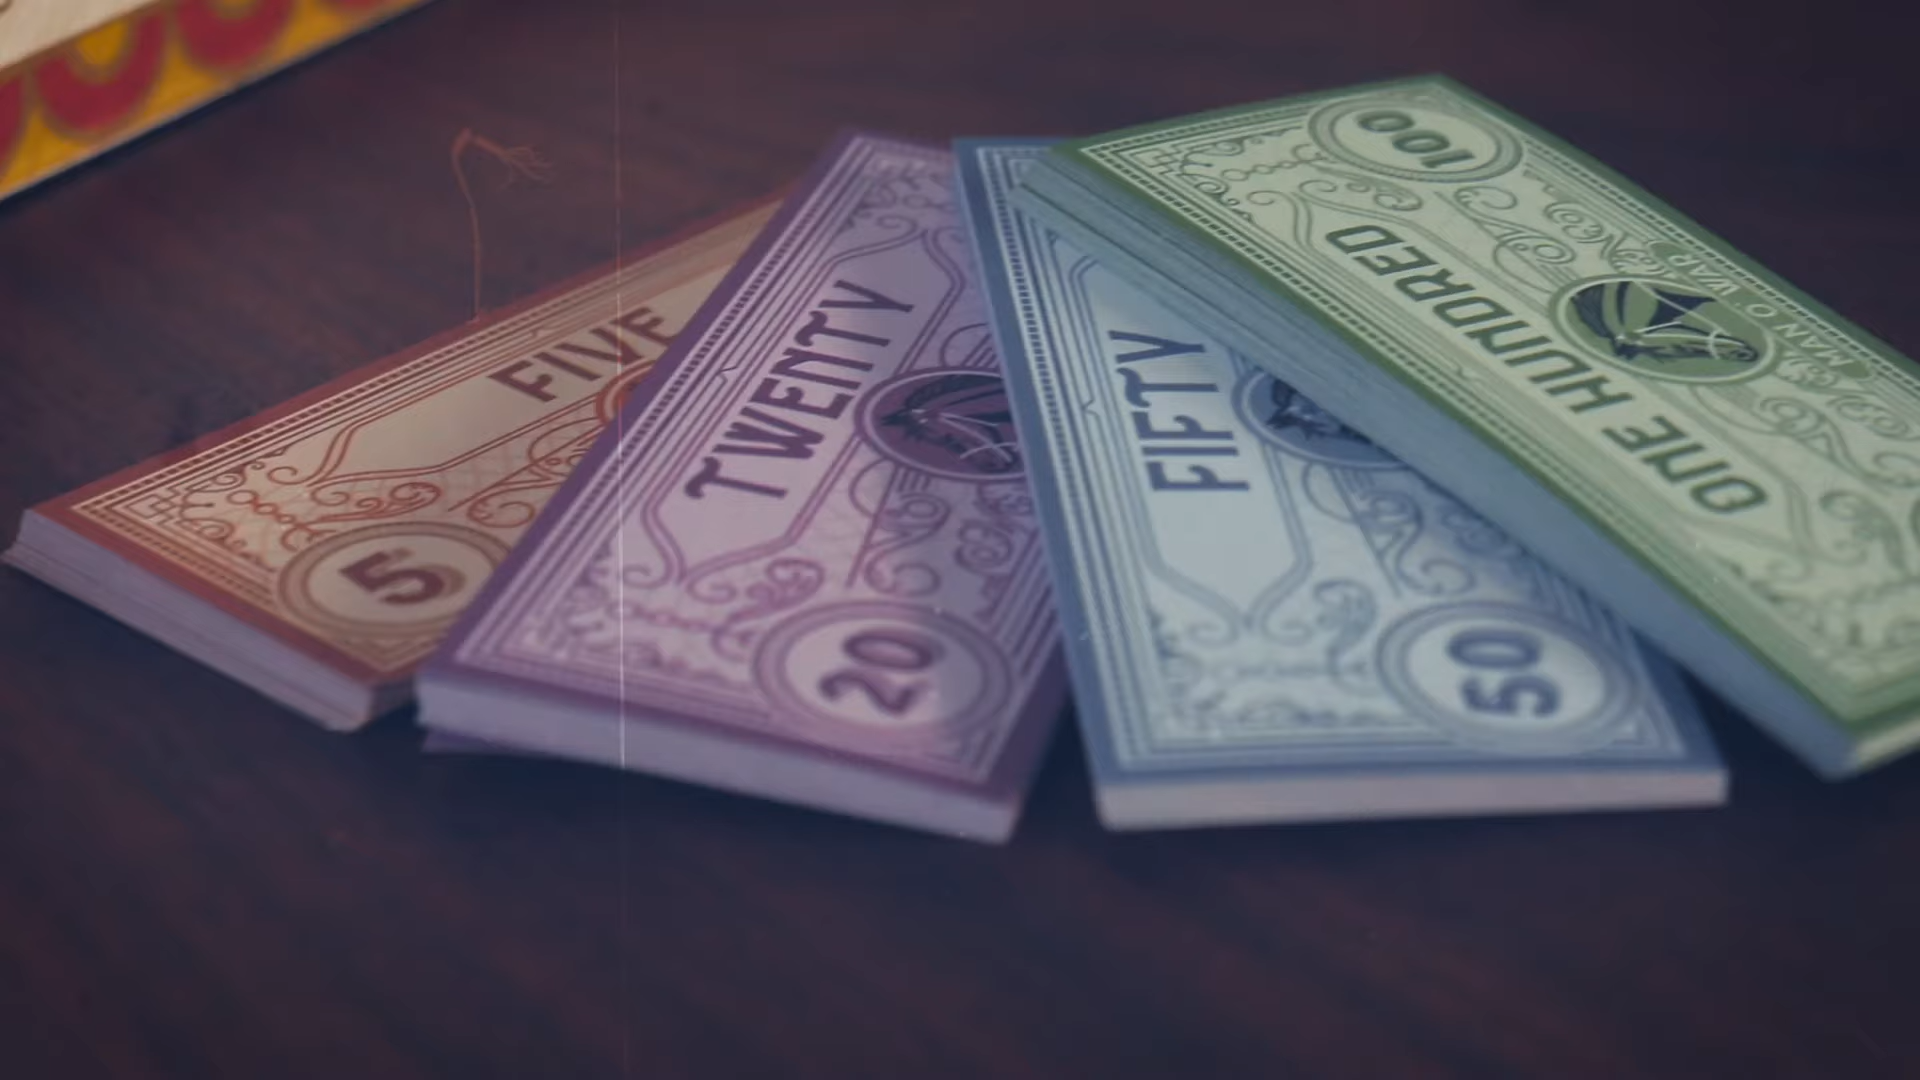 FIVE
5
TWENTY
20
FIFTY
50
100
ONE HUNDRED
MAN O WAR